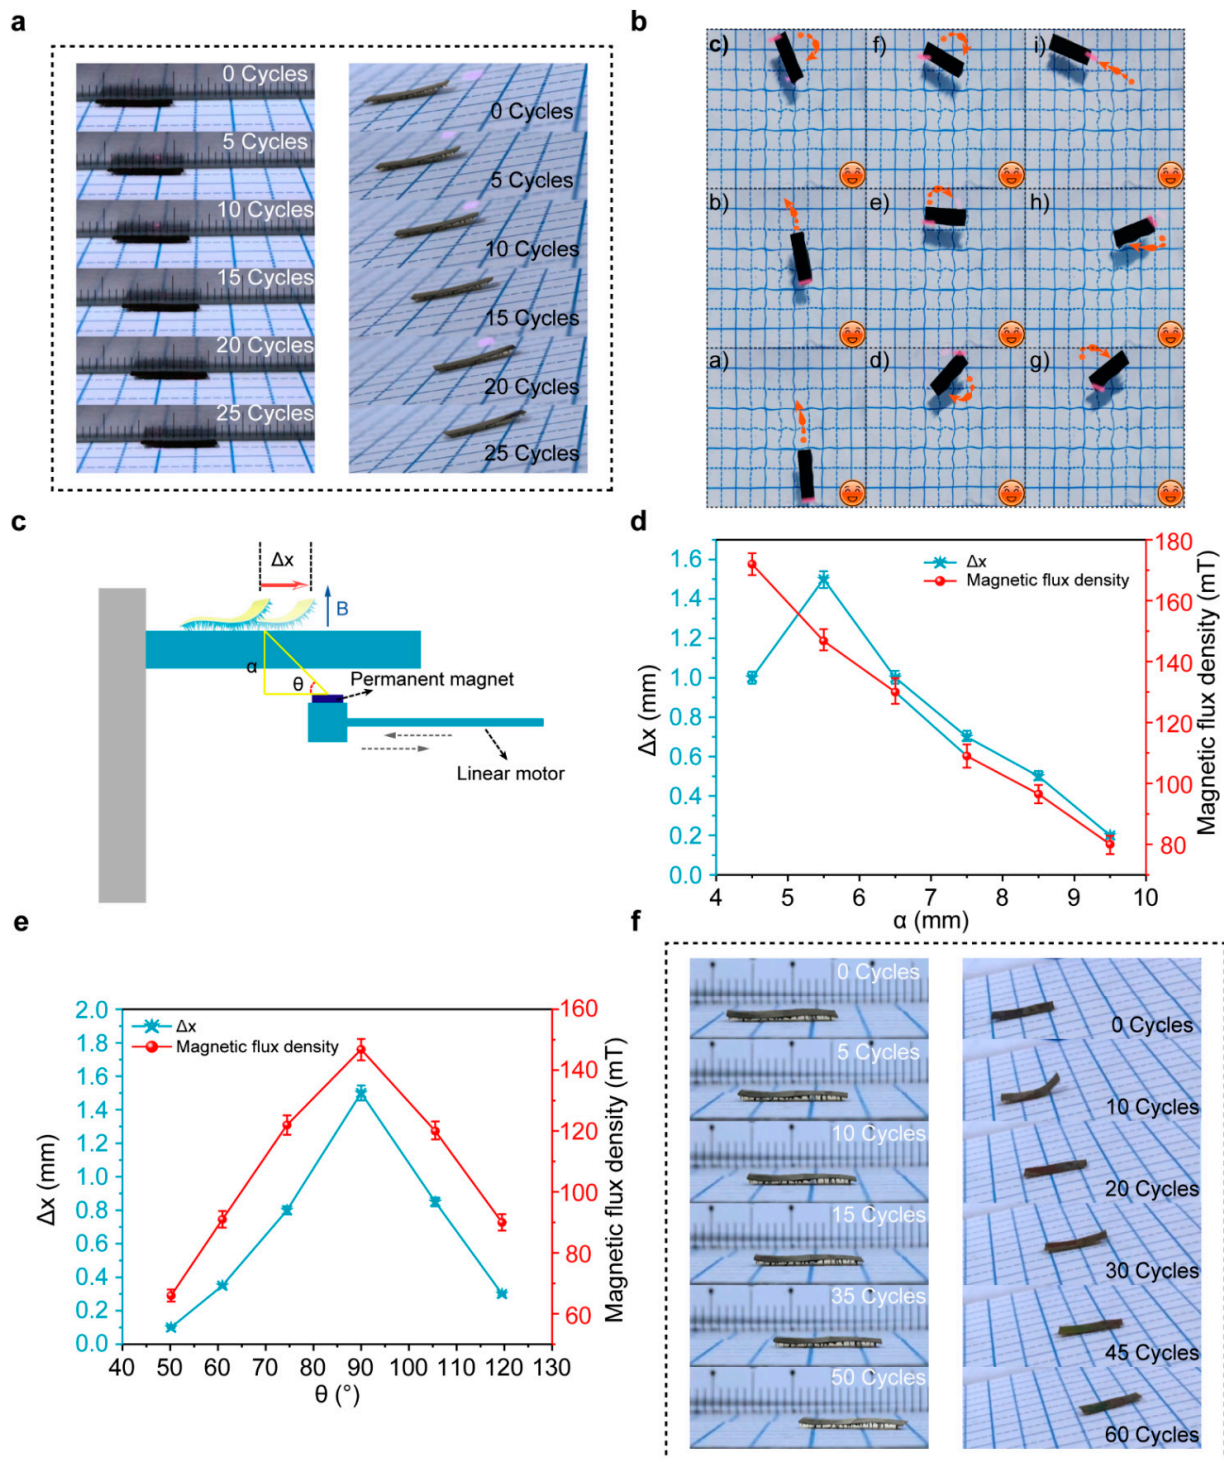 a
0 Cycles
5 Cycles
10 Cycles
15 Cycles
20 Cycles
25 Cycles
0 Cycles
5 Cycles
10 Cycles
15 Cycles
20 Cycles
25 Cycles
b
c)
f)
i)
b)
e)
h)
a)
d)
g)
c
Δx
B
α
θ
Permanent magnet
Linear motor
d
Δx
Magnetic flux density
1.6
1.4
1.2
1.0
0.8
0.6
0.4
0.2
0.0
Δx (mm)
180
160
140
120
100
80
Magnetic flux density (mT)
4 5 6 7 8 9 10
α (mm)
e
Δx
Magnetic flux density
2.0
1.8
1.6
1.4
1.2
1.0
0.8
0.6
0.4
0.2
0.0
Δx (mm)
160
140
120
100
80
60
Magnetic flux density (mT)
40 50 60 70 80 90 100 110 120 130
θ (°)
f
0 Cycles
5 Cycles
10 Cycles
15 Cycles
35 Cycles
50 Cycles
0 Cycles
10 Cycles
20 Cycles
30 Cycles
45 Cycles
60 Cycles